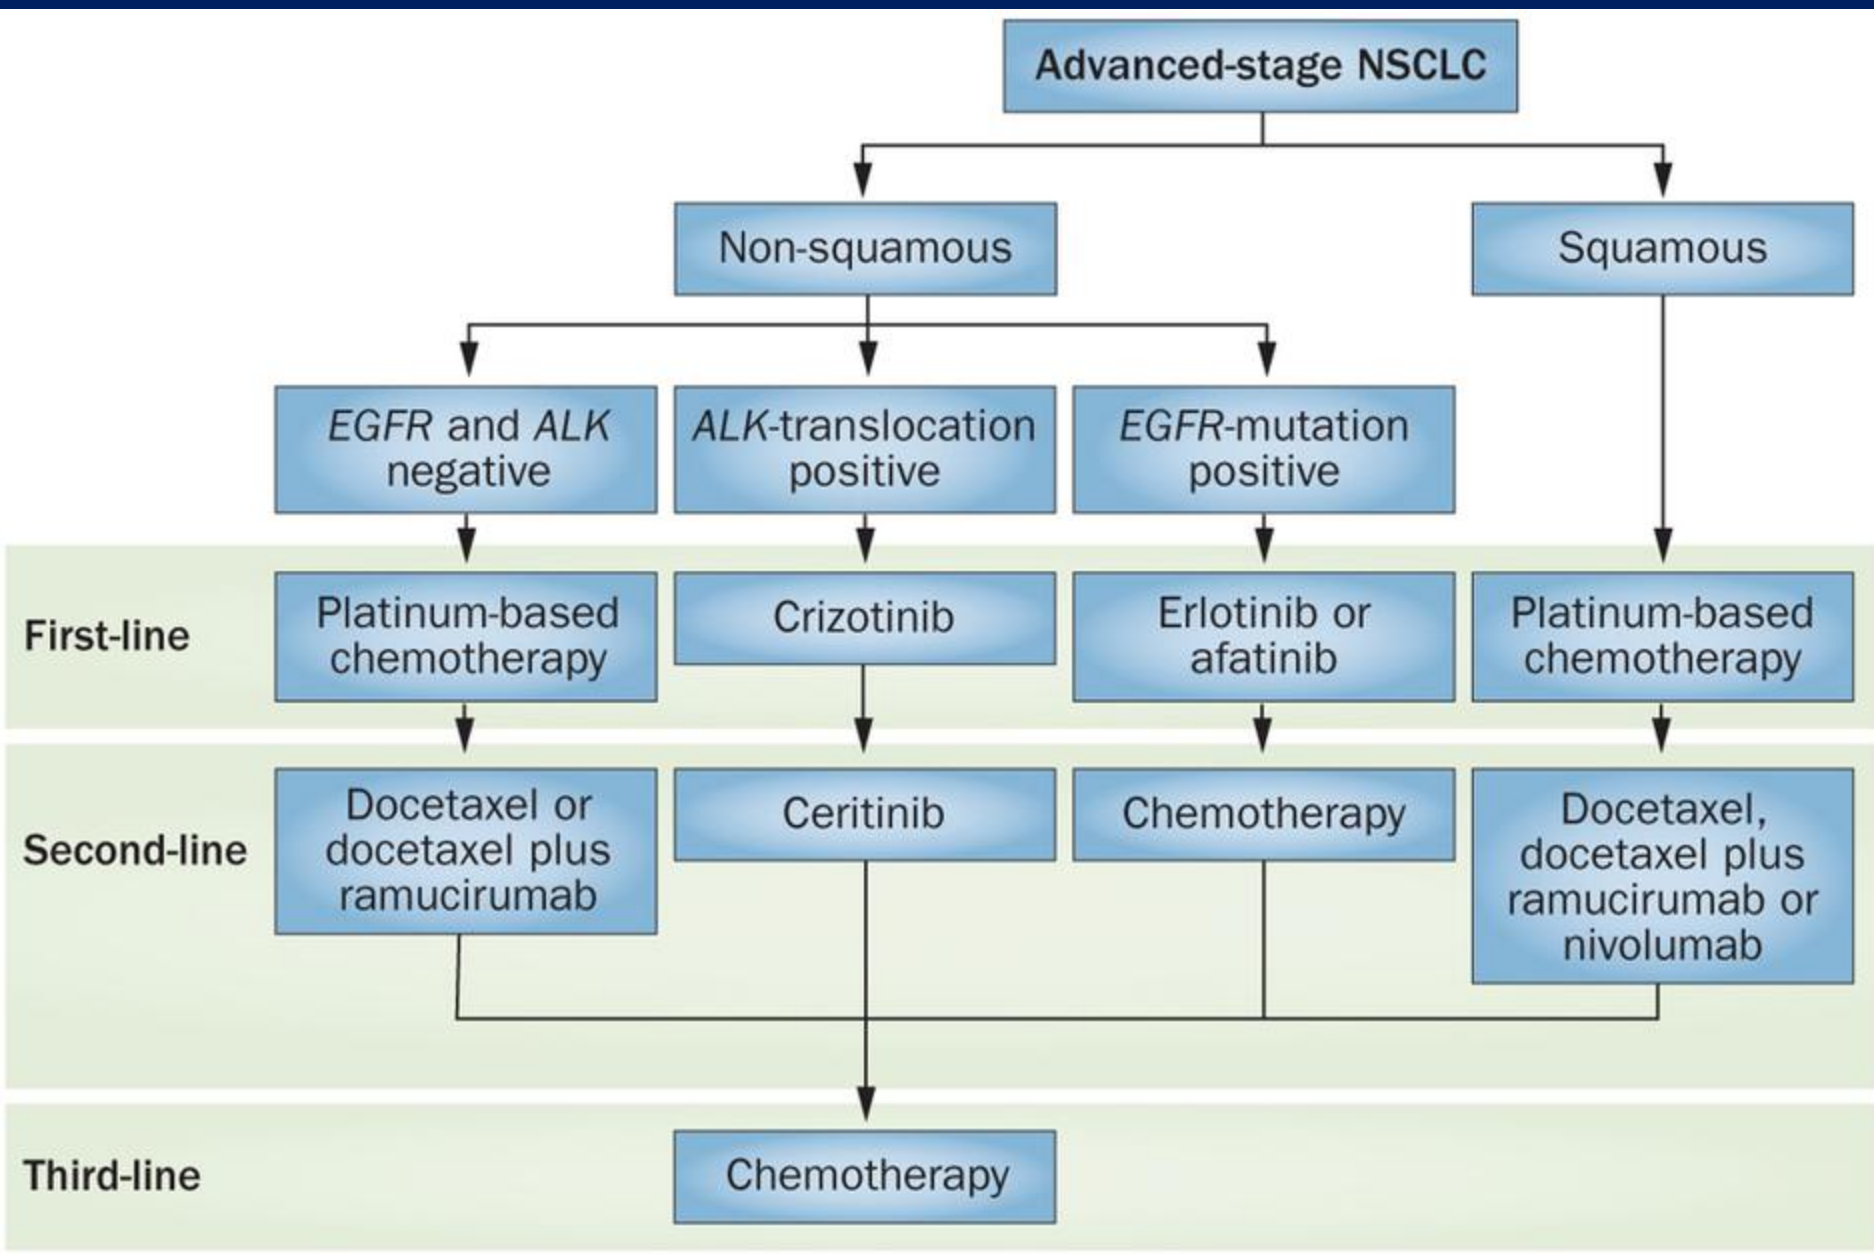 Advanced-stage NSCLC
Non-squamous
Squamous
EGFR and ALK
negative
ALK-translocation
positive
EGFR-mutation
positive
First-line
Platinum-based
chemotherapy
Crizotinib
Erlotinib or
afatinib
Platinum-based
chemotherapy
Second-line
Docetaxel or
docetaxel plus
ramucirumab
Ceritinib
Chemotherapy
Docetaxel,
docetaxel plus
ramucirumab or
nivolumab
Third-line
Chemotherapy